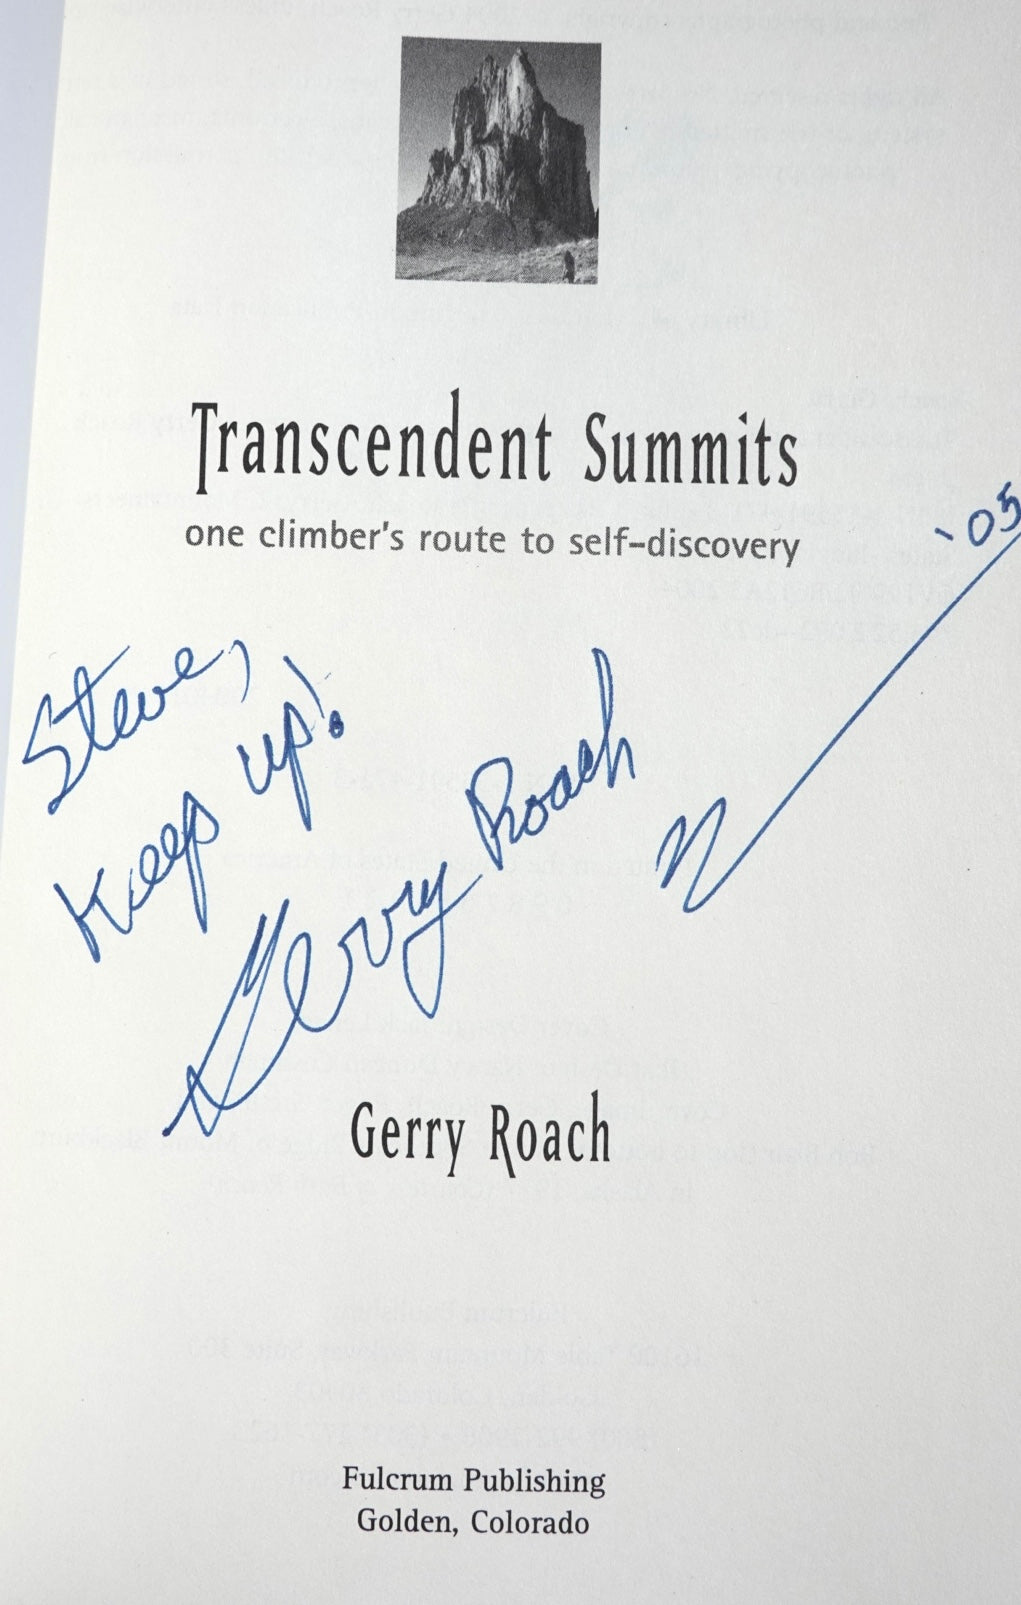 Transcendent Summits
one climber's route to self-discovery
'05
Steve,
Keep up!
Gerry Roach
Gerry Roach
Fulcrum Publishing
Golden, Colorado